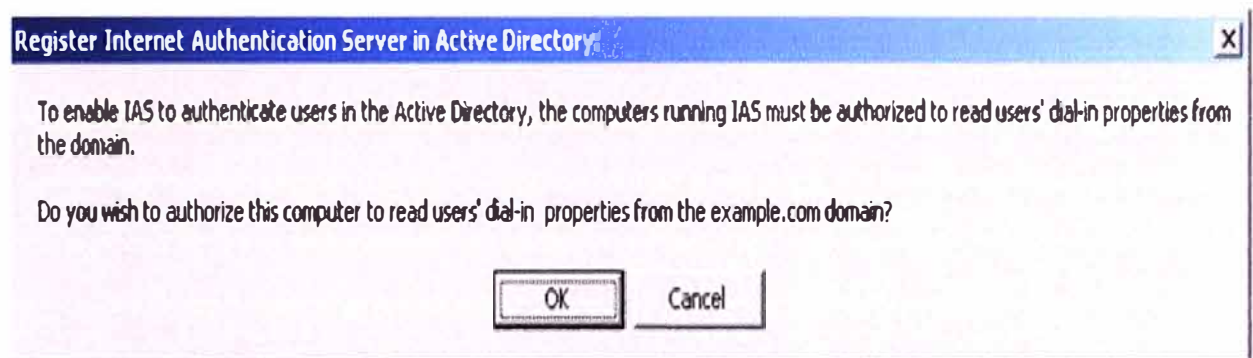 Register Internet Authentication Server in Active Directory
X
To enable IAS to authenticate users in the Active Directory, the computers running IAS must be authorized to read users' dial-in properties from
the domain.
Do you wish to authorize this computer to read users' dial-in properties from the example.com domain?
OK
Cancel